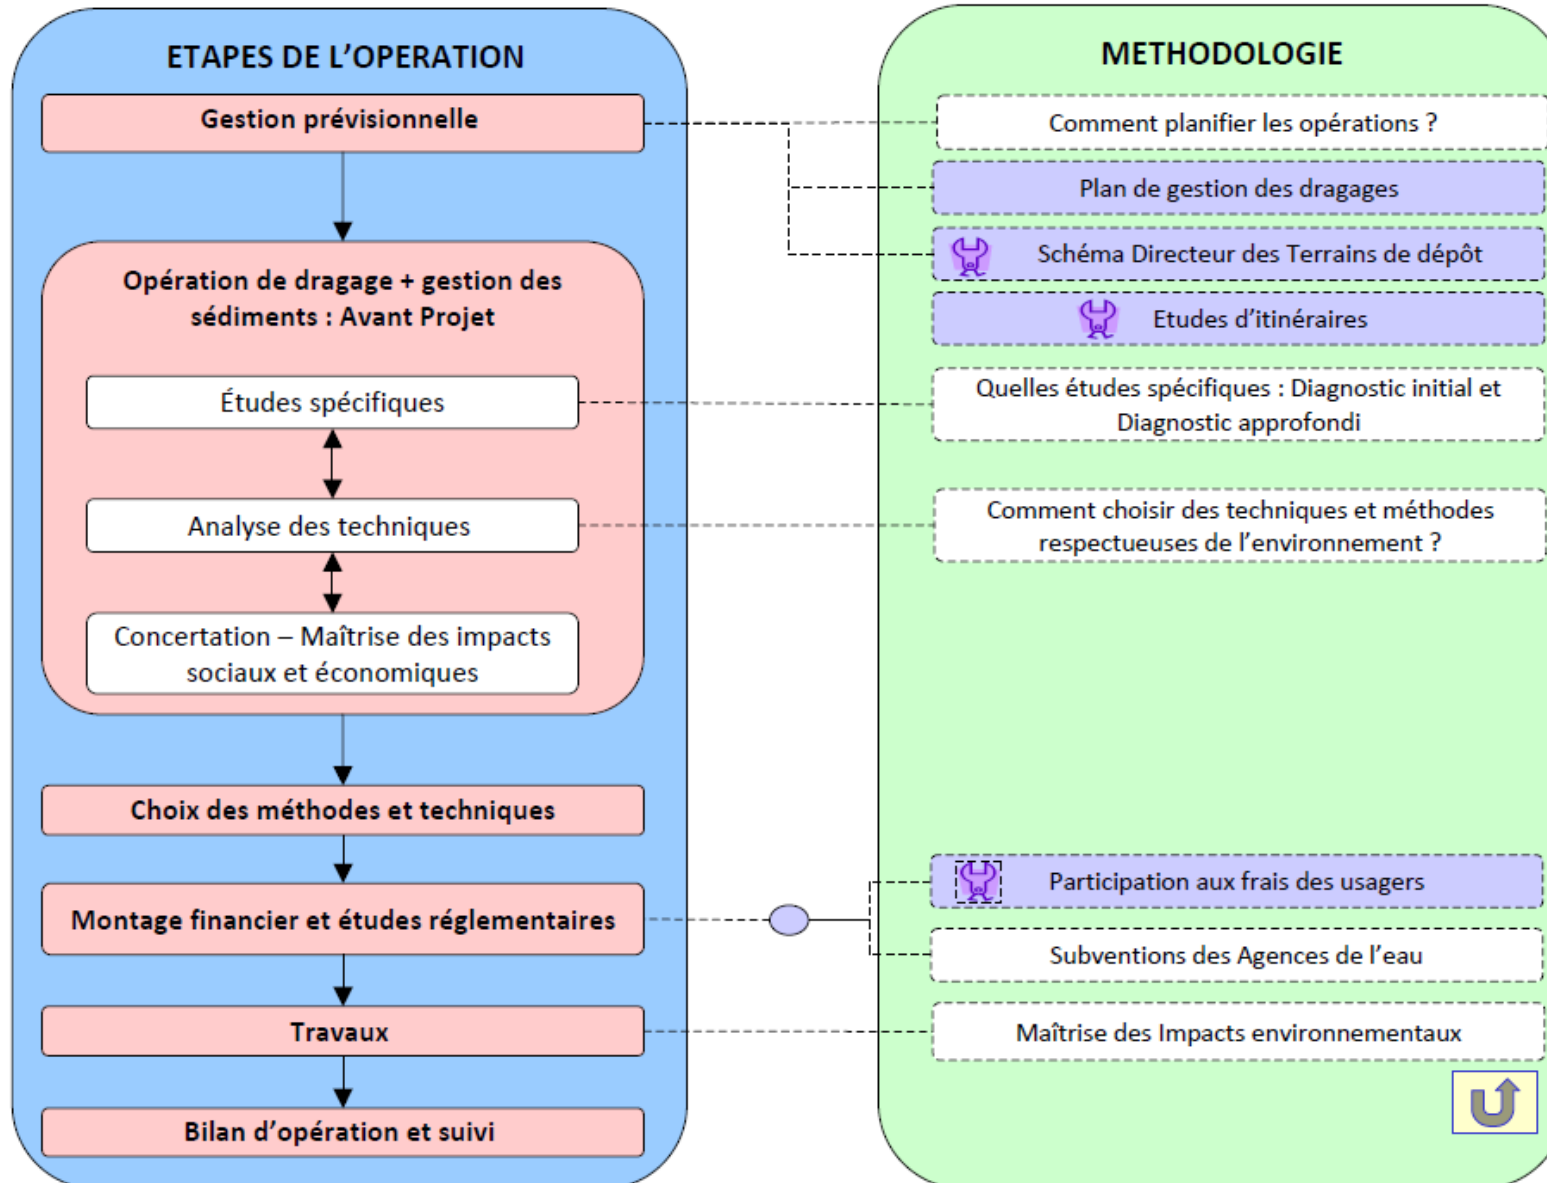 ETAPES DE L’OPERATION
Gestion prévisionnelle
Opération de dragage + gestion des
sédiments : Avant Projet
Études spécifiques
Analyse des techniques
Concertation – Maîtrise des impacts
sociaux et économiques
Choix des méthodes et techniques
Montage financier et études réglementaires
Travaux
Bilan d’opération et suivi
METHODOLOGIE
Comment planifier les opérations ?
Plan de gestion des dragages
Schéma Directeur des Terrains de dépôt
Etudes d’itinéraires
Quelles études spécifiques : Diagnostic initial et
Diagnostic approfondi
Comment choisir des techniques et méthodes
respectueuses de l’environnement ?
Participation aux frais des usagers
Subventions des Agences de l’eau
Maîtrise des Impacts environnementaux